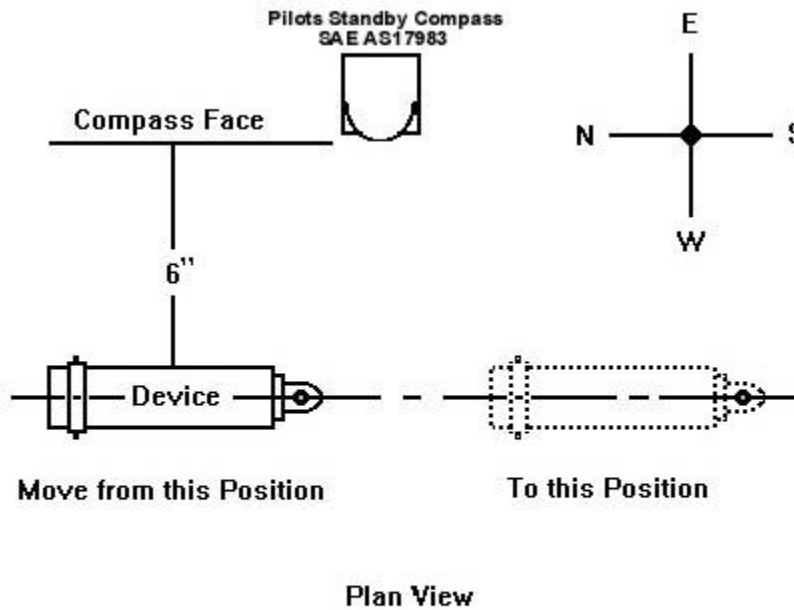 Pilots Standby Compass
SAE AS17983
E
Compass Face
N
S
W
6"
Device
Move from this Position
To this Position
Plan View